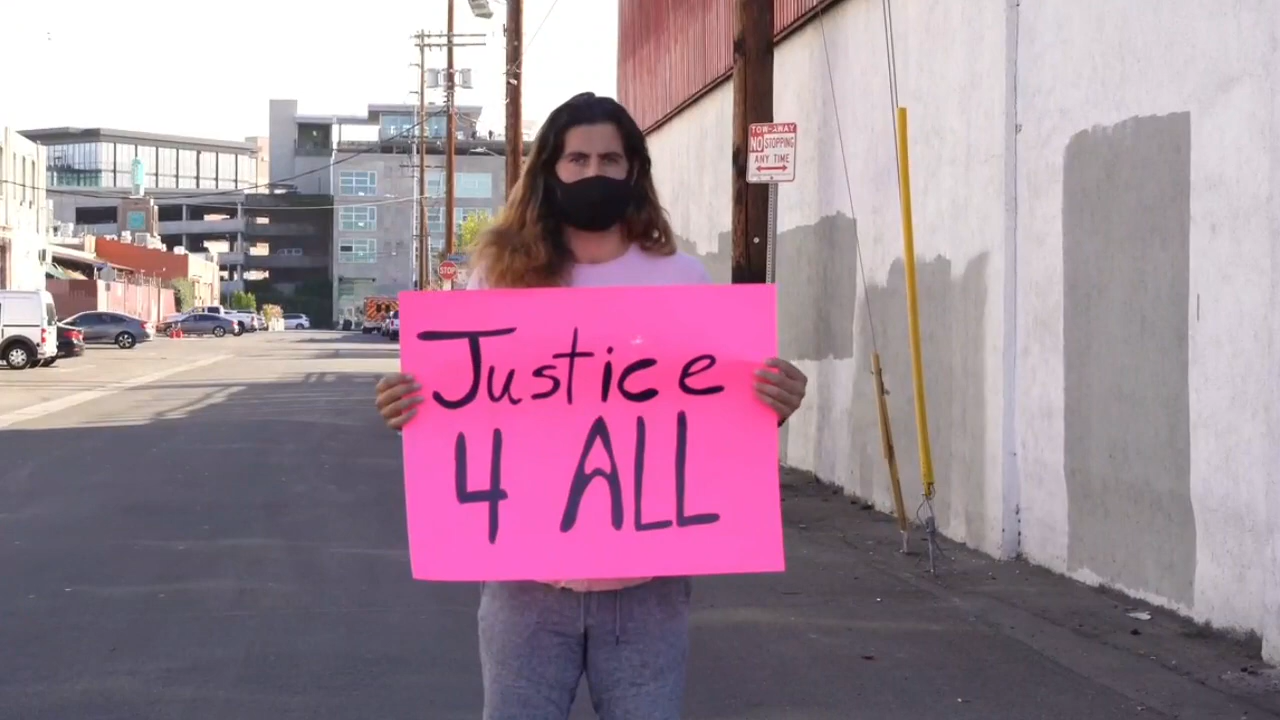 TOW-AWAY
NO STOPPING
ANY TIME
STOP
Justice
4 ALL